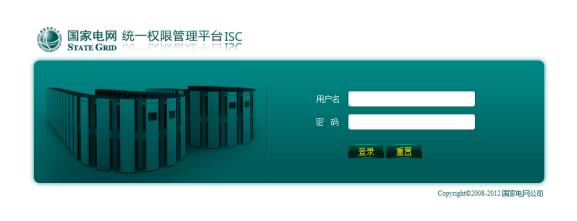 国家电网 统一权限管理平台ISC
STATE GRID
用户名
密 码
登录 重置
Copyright©2008-2012 国家电网公司